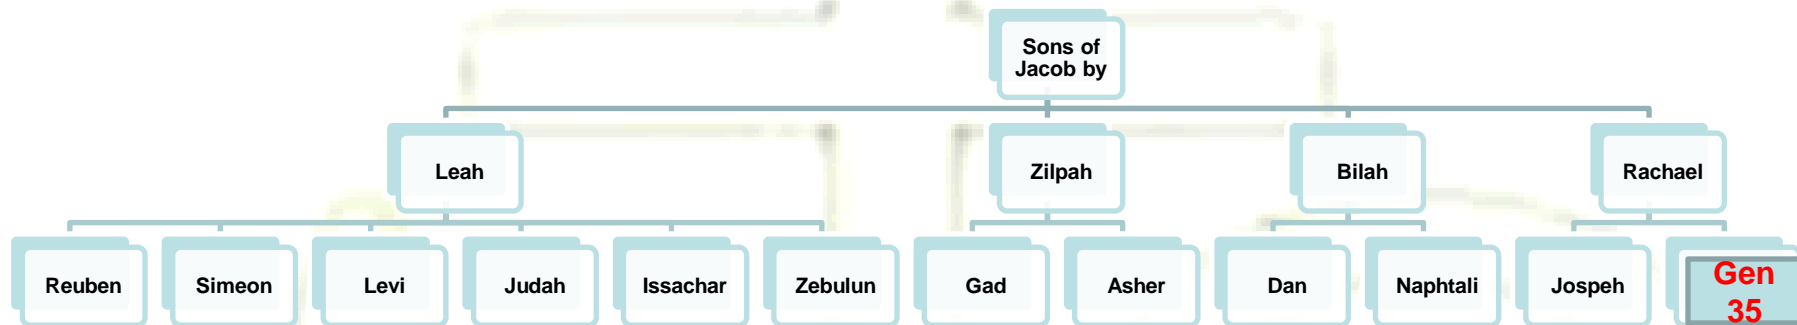 Sons of
Jacob by
Leah
Zilpah
Bilah
Rachael
Reuben
Simeon
Levi
Judah
Issachar
Zebulun
Gad
Asher
Dan
Naphtali
Jospeh
Gen
35